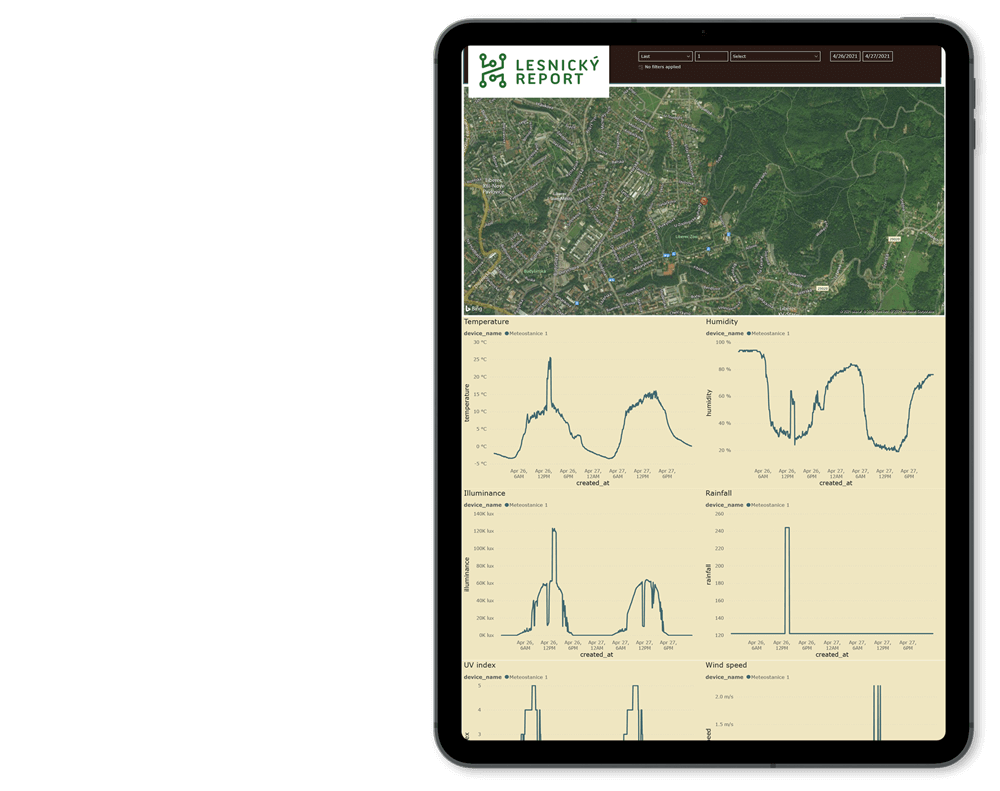 LESNICKÝ
REPORT
Last 1 Select 4/26/2021 4/27/2021
No filters applied
Bing
Temperature
device_name Meteostanice 1
30 °C
25 °C
20 °C
15 °C
10 °C
5 °C
0 °C
-5 °C
temperature
Apr 26, 6AM
Apr 26, 12PM
Apr 26, 6PM
Apr 27, 12AM
Apr 27, 6AM
Apr 27, 12PM
Apr 27, 6PM
created_at
Humidity
device_name Meteostanice 1
100 %
80 %
60 %
40 %
20 %
humidity
Apr 26, 6AM
Apr 26, 12PM
Apr 26, 6PM
Apr 27, 12AM
Apr 27, 6AM
Apr 27, 12PM
Apr 27, 6PM
created_at
Illuminance
device_name Meteostanice 1
140K lux
120K lux
100K lux
80K lux
60K lux
40K lux
20K lux
0K lux
illuminance
Apr 26, 6AM
Apr 26, 12PM
Apr 26, 6PM
Apr 27, 12AM
Apr 27, 6AM
Apr 27, 12PM
Apr 27, 6PM
created_at
Rainfall
device_name Meteostanice 1
260
240
220
200
180
160
140
120
rainfall
Apr 26, 6AM
Apr 26, 12PM
Apr 26, 6PM
Apr 27, 12AM
Apr 27, 6AM
Apr 27, 12PM
Apr 27, 6PM
created_at
UV index
device_name Meteostanice 1
5
4
3
Wind speed
device_name Meteostanice 1
2.0 m/s
1.5 m/s